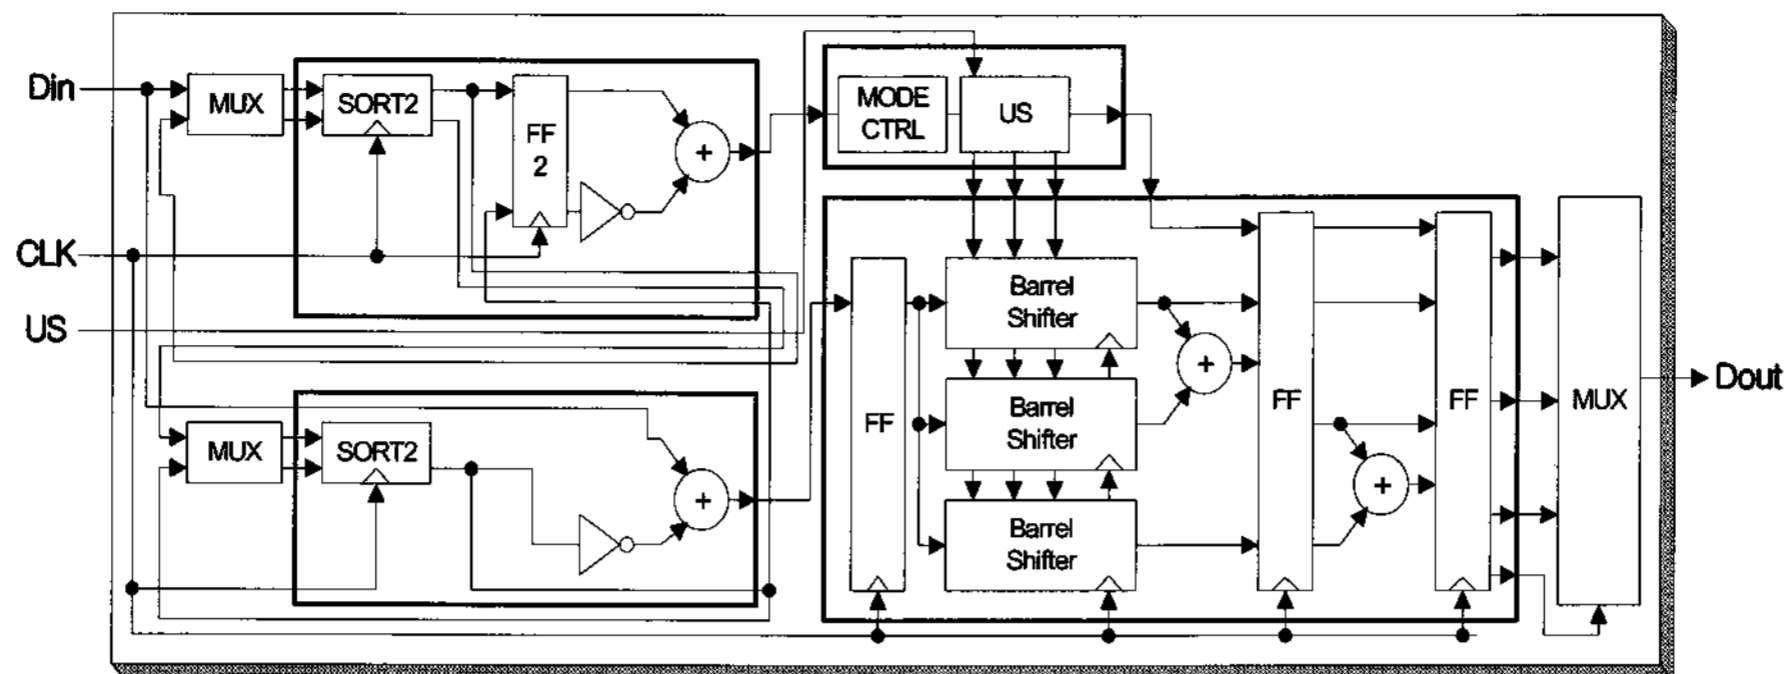 Din
MUX
SORT2
FF
2
+
MODE
CTRL
US
CLK
US
Barrel
Shifter
+
FF
Barrel
Shifter
FF
FF
MUX
Dout
MUX
SORT2
+
+
Barrel
Shifter